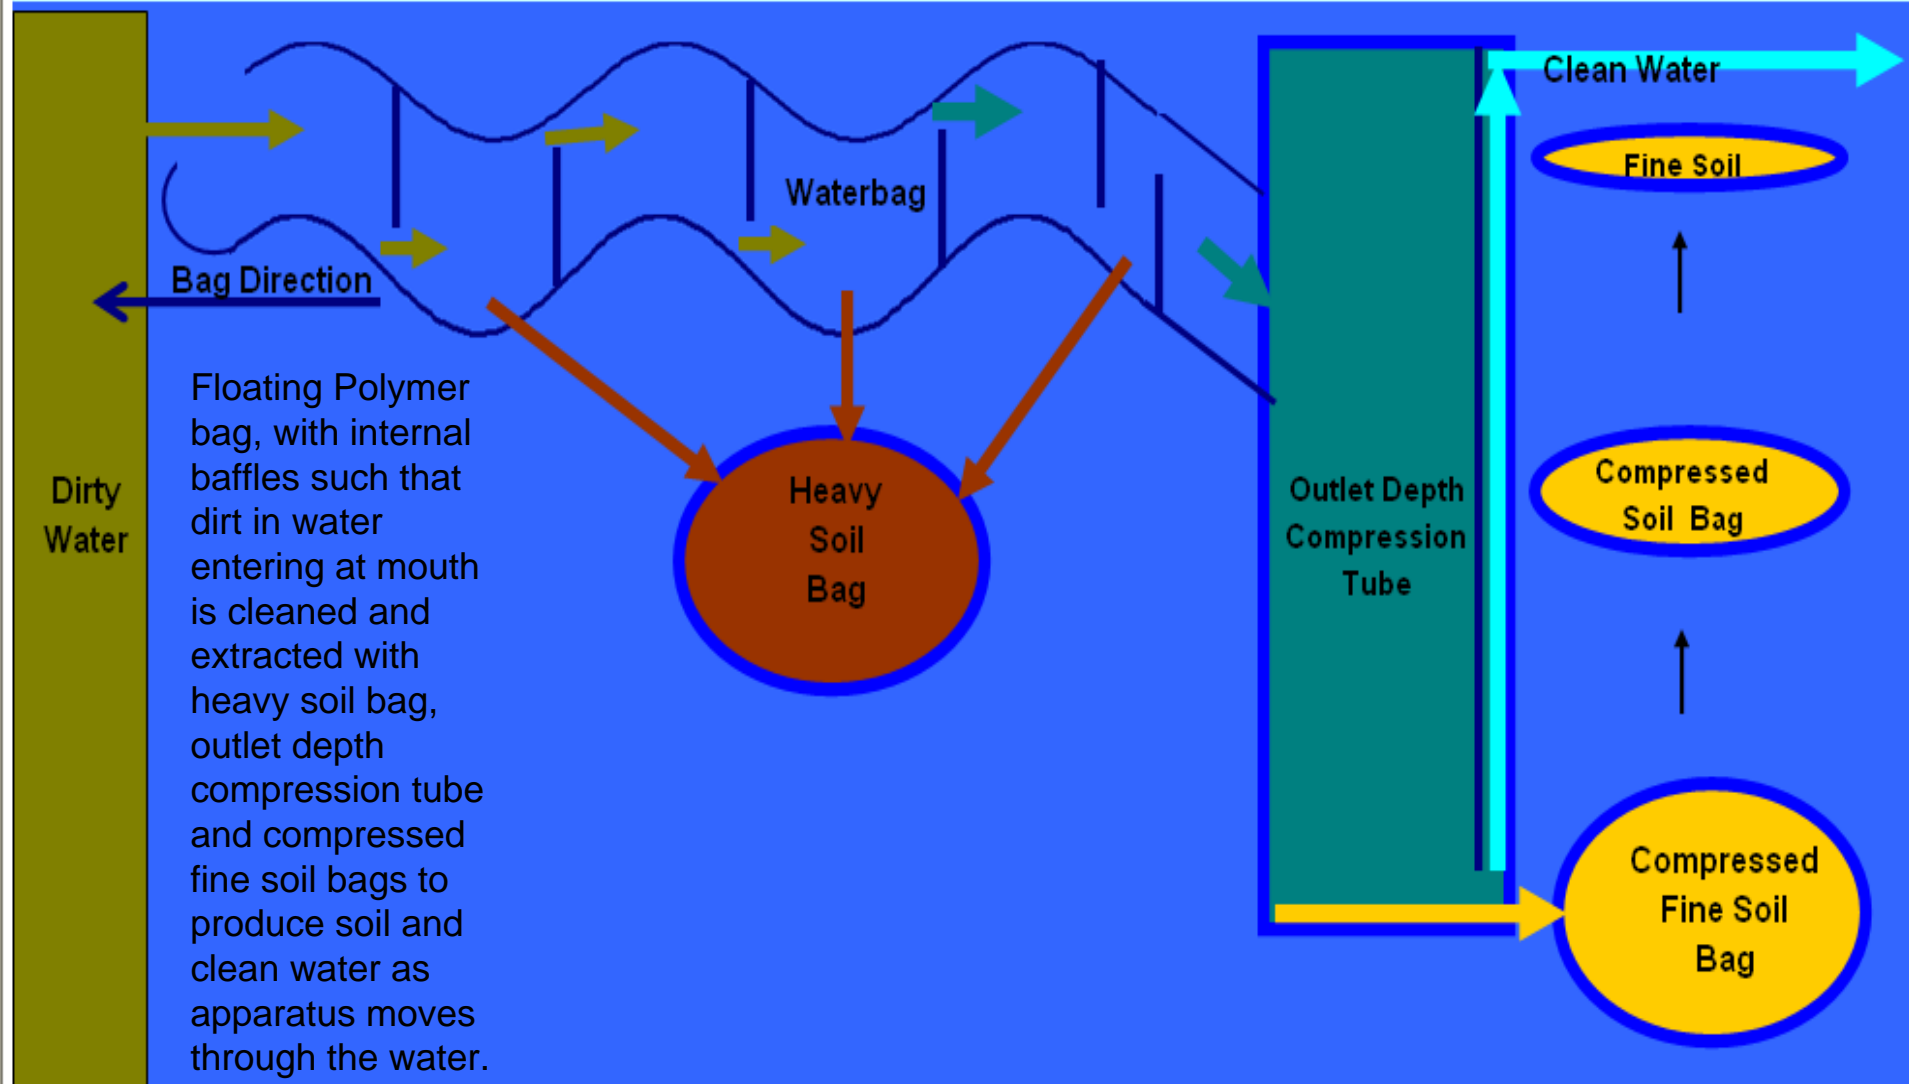 Clean Water
Fine Soil
Waterbag
Bag Direction
Floating Polymer
bag, with internal
baffles such that
dirt in water
entering at mouth
is cleaned and
extracted with
heavy soil bag,
outlet depth
compression tube
and compressed
fine soil bags to
produce soil and
clean water as
apparatus moves
through the water.
Dirty
Water
Heavy
Soil
Bag
Outlet Depth
Compression
Tube
Compressed
Soil Bag
Compressed
Fine Soil
Bag